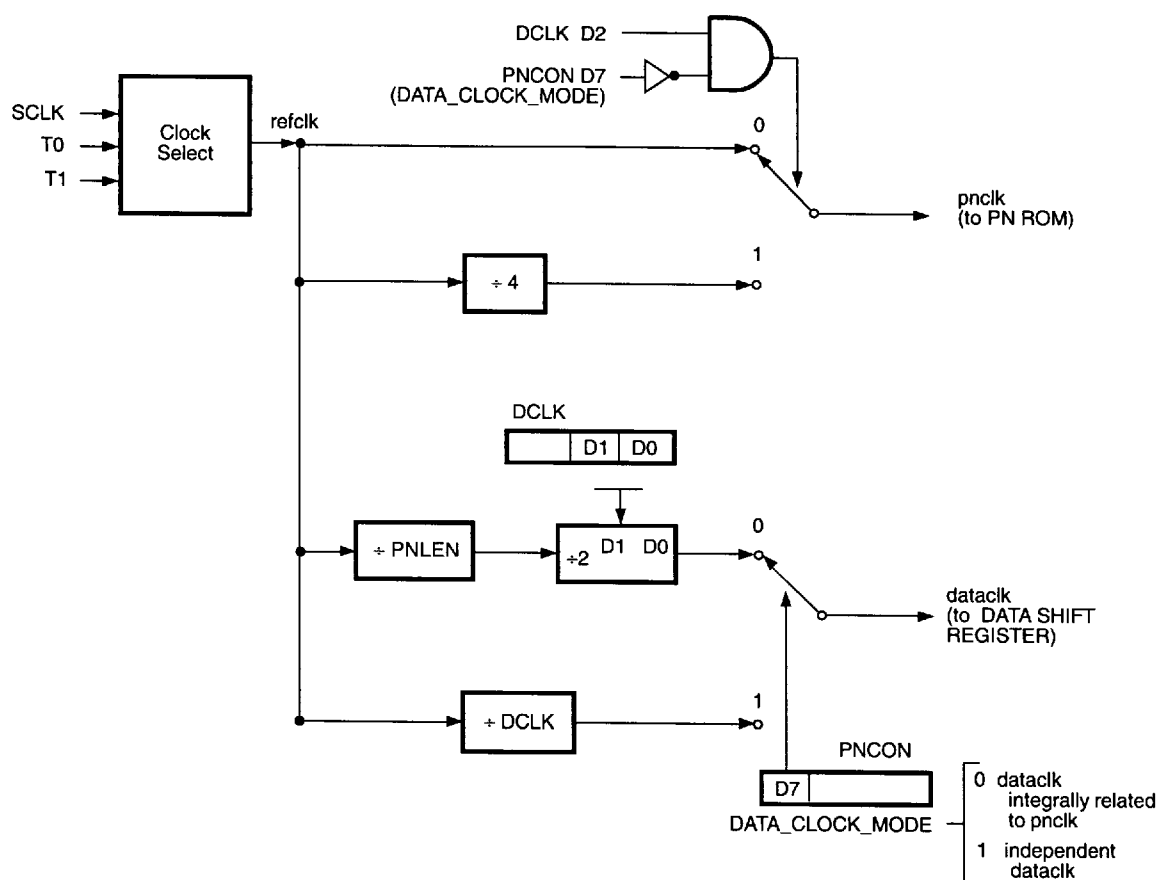 DCLK D2
PNCON D7
(DATA_CLOCK_MODE)
SCLK
T0
T1
Clock
Select
refclk
0
pnclk
(to PN ROM)
1
÷ 4
DCLK
D1 D0
÷ PNLEN
÷2 D1 D0
0
dataclk
(to DATA SHIFT
REGISTER)
÷ DCLK
1
PNCON
D7
DATA_CLOCK_MODE
0 dataclk
integrally related
to pnclk
1 independent
dataclk